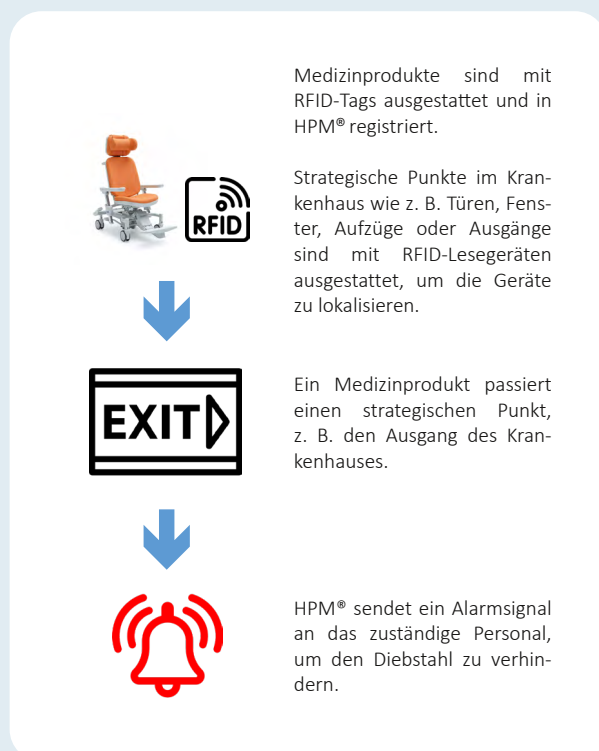 Medizinprodukte sind mit
RFID-Tags ausgestattet und in
HPM® registriert.
RFID
Strategische Punkte im Kran-
kenhaus wie z. B. Türen, Fens-
ter, Aufzüge oder Ausgänge
sind mit RFID-Lesegeräten
ausgestattet, um die Geräte
zu lokalisieren.
EXIT
Ein Medizinprodukt passiert
einen strategischen Punkt,
z. B. den Ausgang des Kran-
kenhauses.
HPM® sendet ein Alarmsignal
an das zuständige Personal,
um den Diebstahl zu verhin-
dern.